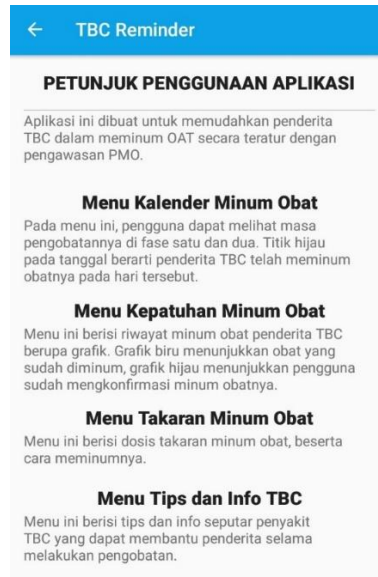 TBC Reminder
PETUNJUK PENGGUNAAN APLIKASI
Aplikasi ini dibuat untuk memudahkan penderita
TBC dalam meminum OAT secara teratur dengan
pengawasan PMO.
Menu Kalender Minum Obat
Pada menu ini, pengguna dapat melihat masa
pengobatannya di fase satu dan dua. Titik hijau
pada tanggal berarti penderita TBC telah meminum
obatnya pada hari tersebut.
Menu Kepatuhan Minum Obat
Menu ini berisi riwayat minum obat penderita TBC
berupa grafik. Grafik biru menunjukkan obat yang
sudah diminum, grafik hijau menunjukkan pengguna
sudah mengkonfirmasi minum obatnya.
Menu Takaran Minum Obat
Menu ini berisi dosis takaran minum obat, beserta
cara meminumnya.
Menu Tips dan Info TBC
Menu ini berisi tips dan info seputar penyakit
TBC yang dapat membantu penderita selama
melakukan pengobatan.